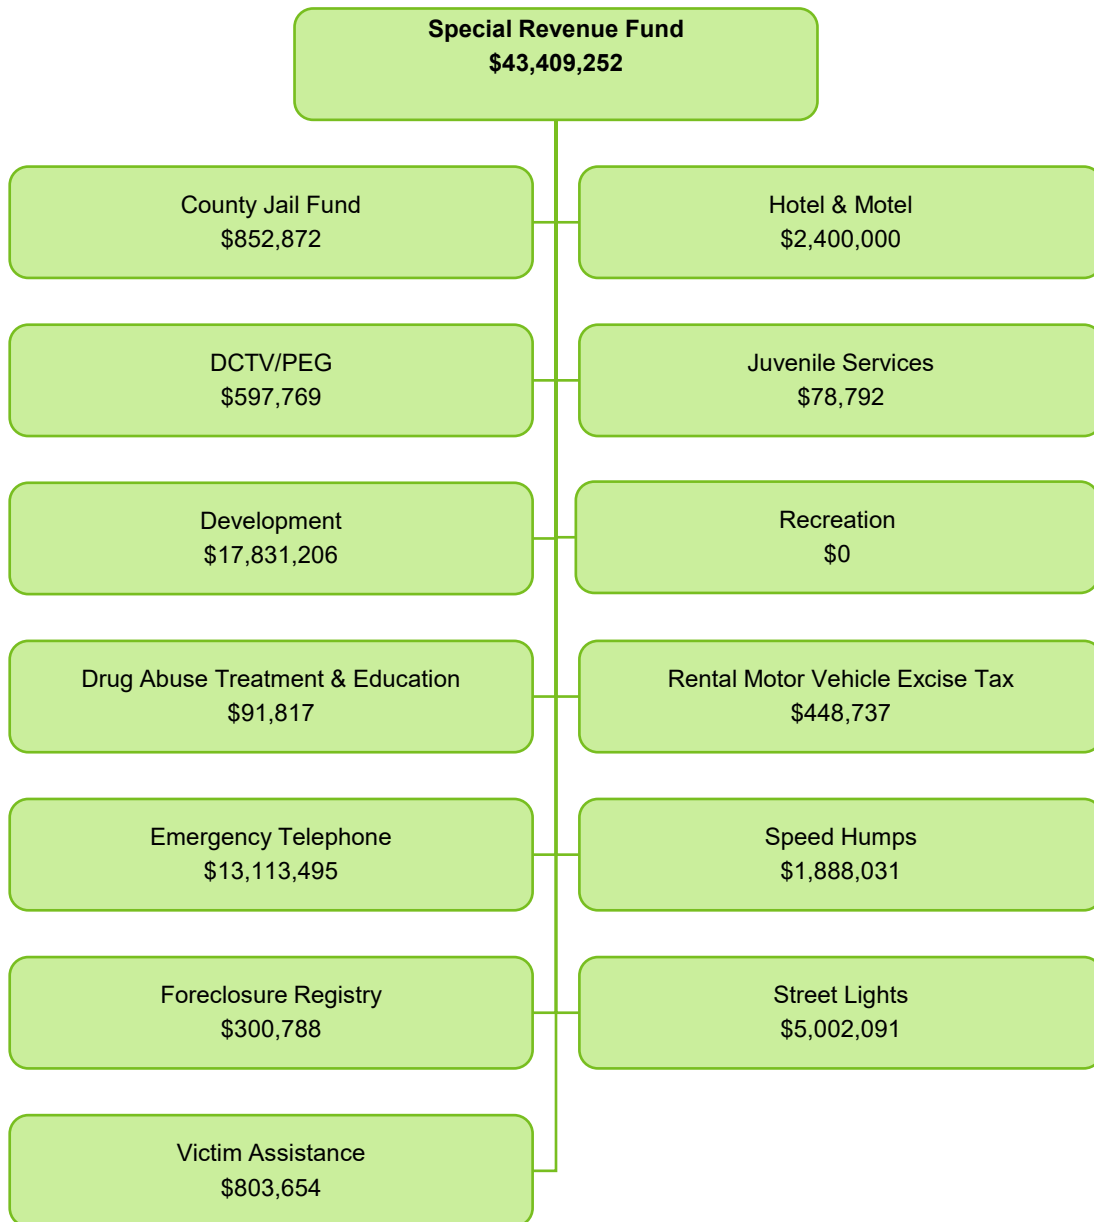 Special Revenue Fund
$43,409,252
County Jail Fund
$852,872
Hotel & Motel
$2,400,000
DCTV/PEG
$597,769
Juvenile Services
$78,792
Development
$17,831,206
Recreation
$0
Drug Abuse Treatment & Education
$91,817
Rental Motor Vehicle Excise Tax
$448,737
Emergency Telephone
$13,113,495
Speed Humps
$1,888,031
Foreclosure Registry
$300,788
Street Lights
$5,002,091
Victim Assistance
$803,654